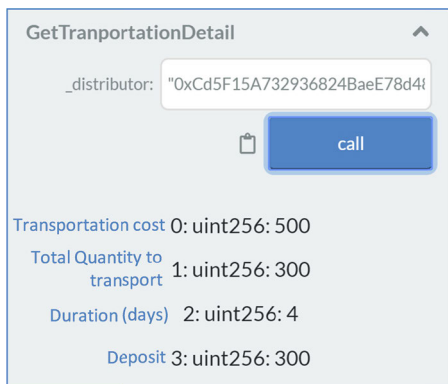 GetTranportationDetail
_distributor: "0xCd5F15A732936824BaeE78d48
call
Transportation cost 0: uint256: 500
Total Quantity to
transport 1: uint256: 300
Duration (days) 2: uint256: 4
Deposit 3: uint256: 300